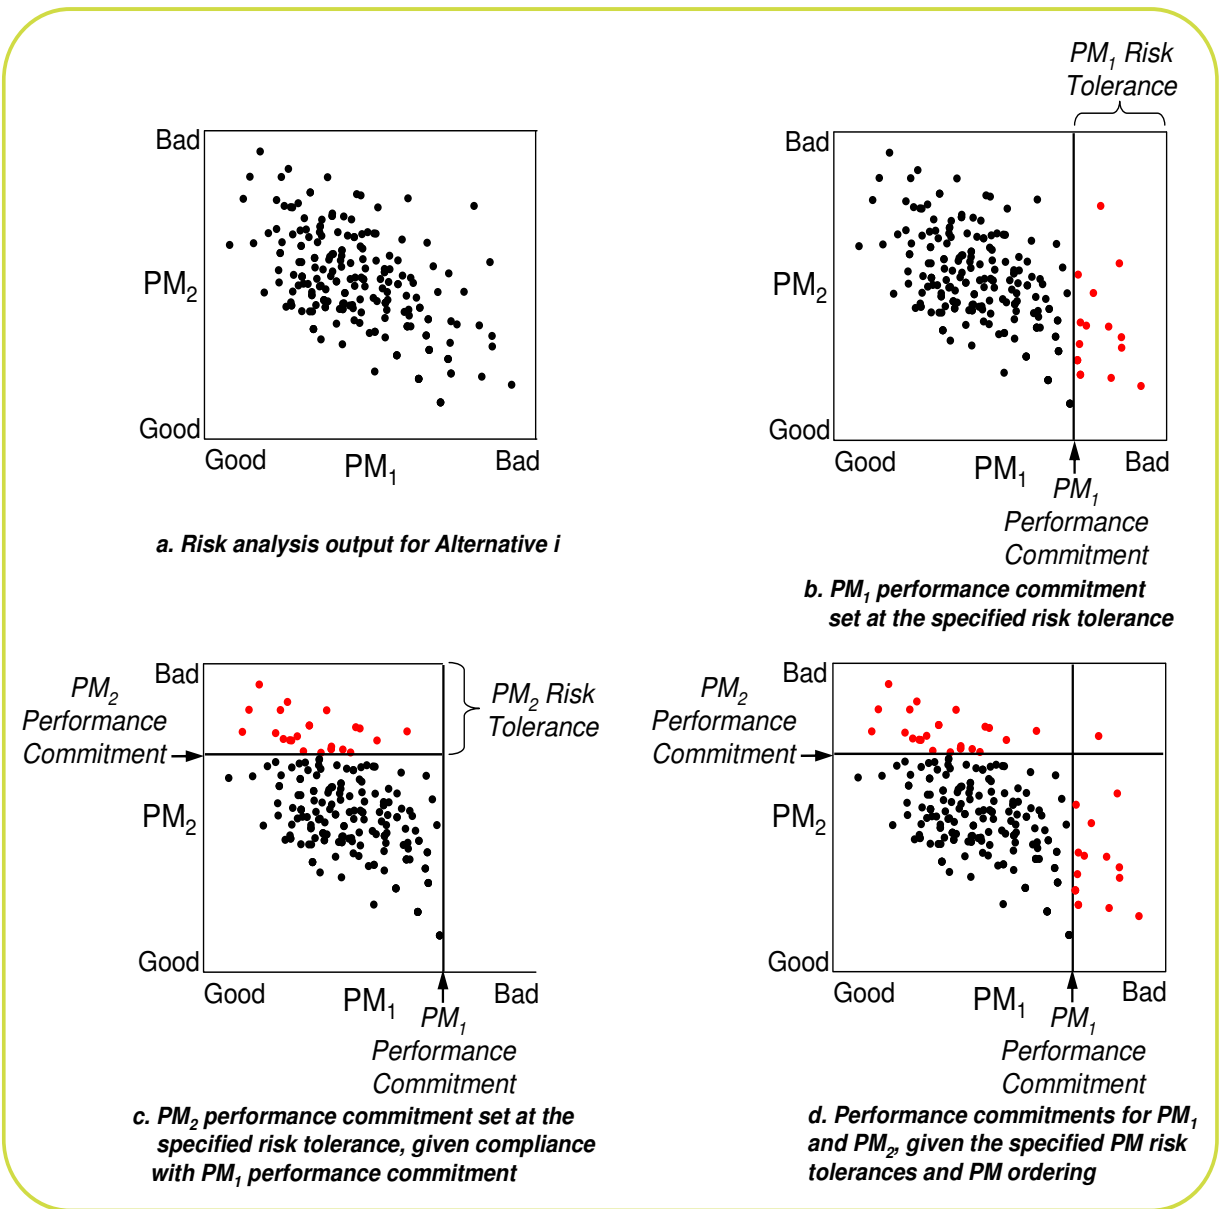 Bad
PM2
Good
Good
PM1
Bad
a. Risk analysis output for Alternative i
PM1 Risk
Tolerance
Bad
PM2
Good
Good
PM1
Bad
PM1
Performance
Commitment
b. PM1 performance commitment
set at the specified risk tolerance
PM2
Performance
Commitment
Bad
PM2 Risk
Tolerance
PM2
Good
Good
PM1
Bad
PM1
Performance
Commitment
c. PM2 performance commitment set at the
specified risk tolerance, given compliance
with PM1 performance commitment
PM2
Performance
Commitment
Bad
PM2
Good
Good
PM1
Bad
PM1
Performance
Commitment
d. Performance commitments for PM1
and PM2, given the specified PM risk
tolerances and PM ordering